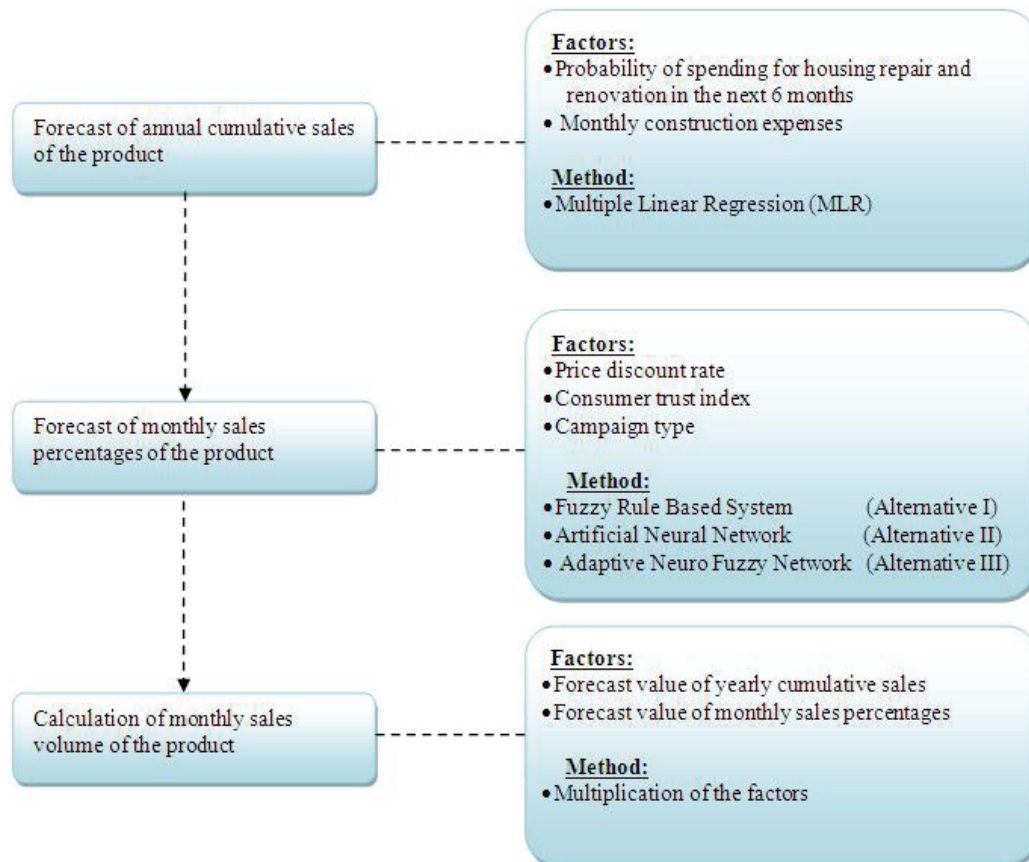 Forecast of annual cumulative sales
of the product
Factors:
•Probability of spending for housing repair and
renovation in the next 6 months
• Monthly construction expenses
Method:
•Multiple Linear Regression (MLR)
Forecast of monthly sales
percentages of the product
Factors:
•Price discount rate
•Consumer trust index
•Campaign type
Method:
•Fuzzy Rule Based System (Alternative I)
•Artificial Neural Network (Alternative II)
• Adaptive Neuro Fuzzy Network (Alternative III)
Calculation of monthly sales
volume of the product
Factors:
•Forecast value of yearly cumulative sales
•Forecast value of monthly sales percentages
Method:
•Multiplication of the factors